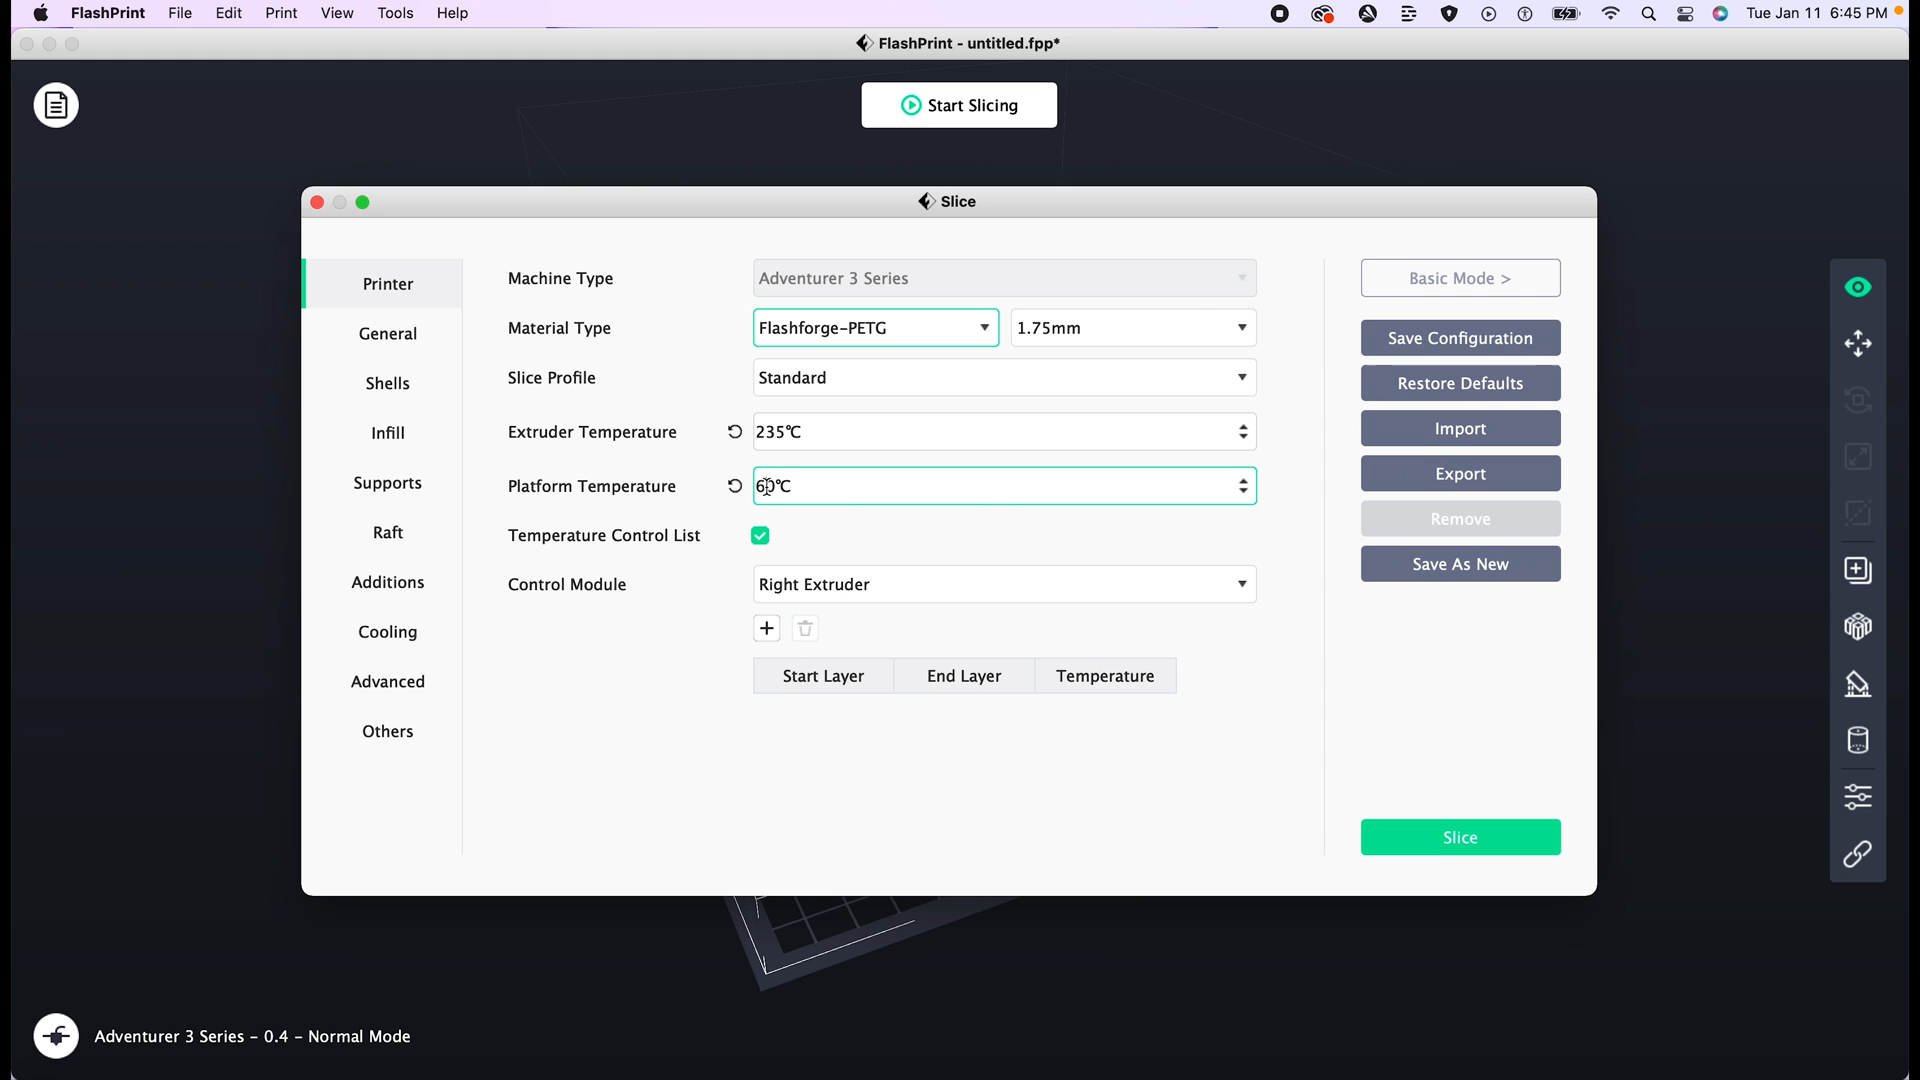 FlashPrint File Edit Print View Tools Help Tue Jan 11 6:45 PM
FlashPrint - untitled.fpp*
Start Slicing
Slice
Printer
General
Shells
Infill
Supports
Raft
Additions
Cooling
Advanced
Others
Machine Type Adventurer 3 Series
Material Type Flashforge-PETG 1.75mm
Slice Profile Standard
Extruder Temperature 235℃
Platform Temperature 60℃
Temperature Control List
Control Module Right Extruder
Start Layer End Layer Temperature
Basic Mode >
Save Configuration
Restore Defaults
Import
Export
Remove
Save As New
Slice
Adventurer 3 Series - 0.4 - Normal Mode